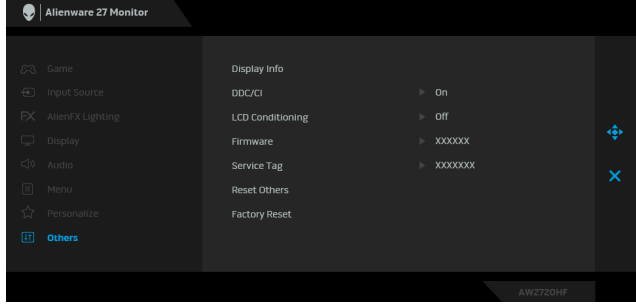 Alienware 27 Monitor
Game
Display Info
Input Source
DDC/CI On
AlienFX Lighting
LCD Conditioning Off
Display
Firmware XXXXXX
Audio
Service Tag XXXXXXX
Menu
Reset Others
Personalize
Factory Reset
Others
AW2720HF